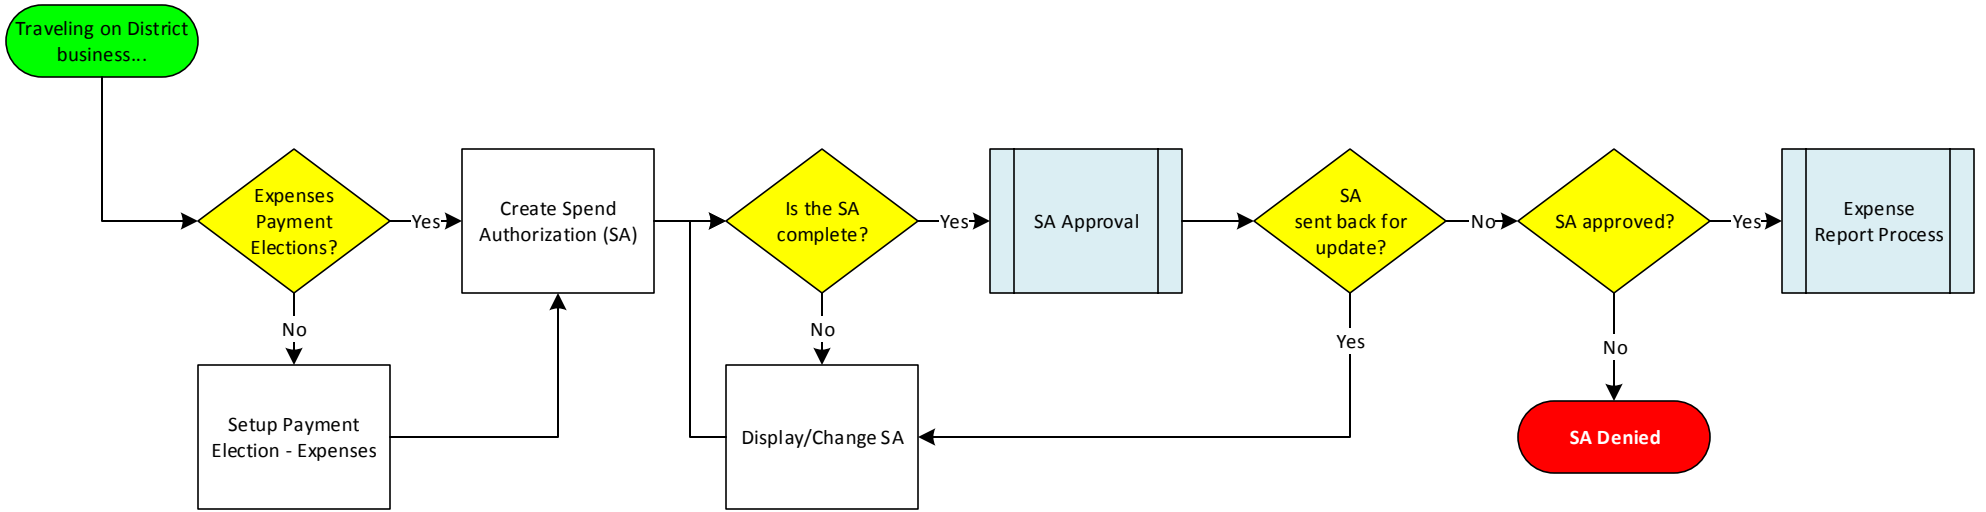 Traveling on District
business...
Expenses
Payment
Elections?
Yes
No
Setup Payment
Election - Expenses
Create Spend
Authorization (SA)
Is the SA
complete?
Yes
No
Display/Change SA
SA Approval
SA
sent back for
update?
Yes
No
SA approved?
Yes
No
SA Denied
Expense
Report Process